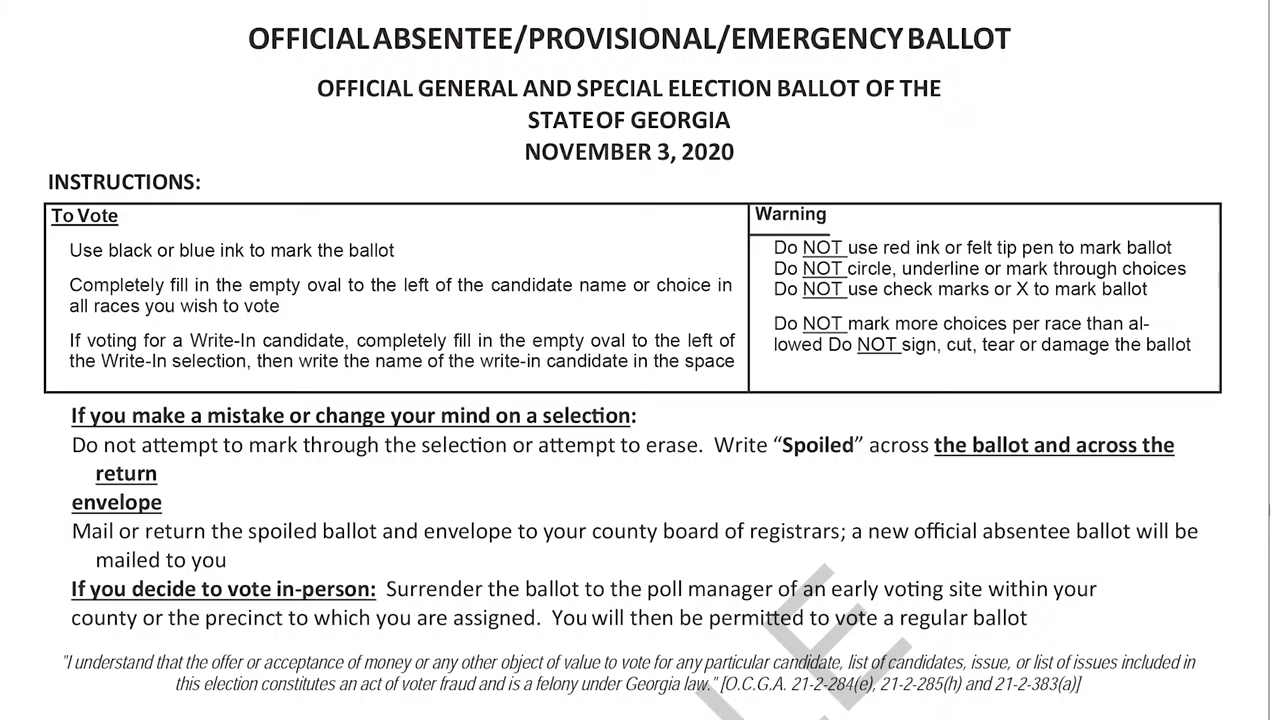 OFFICIAL ABSENTEE/PROVISIONAL/EMERGENCY BALLOT
OFFICIAL GENERAL AND SPECIAL ELECTION BALLOT OF THE
STATE OF GEORGIA
NOVEMBER 3, 2020
INSTRUCTIONS:
To Vote
Use black or blue ink to mark the ballot
Completely fill in the empty oval to the left of the candidate name or choice in
all races you wish to vote
If voting for a Write-In candidate, completely fill in the empty oval to the left of
the Write-In selection, then write the name of the write-in candidate in the space
Warning
Do NOT use red ink or felt tip pen to mark ballot
Do NOT circle, underline or mark through choices
Do NOT use check marks or X to mark ballot
Do NOT mark more choices per race than al-
lowed Do NOT sign, cut, tear or damage the ballot
If you make a mistake or change your mind on a selection:
Do not attempt to mark through the selection or attempt to erase. Write “Spoiled” across the ballot and across the
return
envelope
Mail or return the spoiled ballot and envelope to your county board of registrars; a new official absentee ballot will be
mailed to you
If you decide to vote in-person: Surrender the ballot to the poll manager of an early voting site within your
county or the precinct to which you are assigned. You will then be permitted to vote a regular ballot
"I understand that the offer or acceptance of money or any other object of value to vote for any particular candidate, list of candidates, issue, or list of issues included in
this election constitutes an act of voter fraud and is a felony under Georgia law." [O.C.G.A. 21-2-284(e), 21-2-285(h) and 21-2-383(a)]